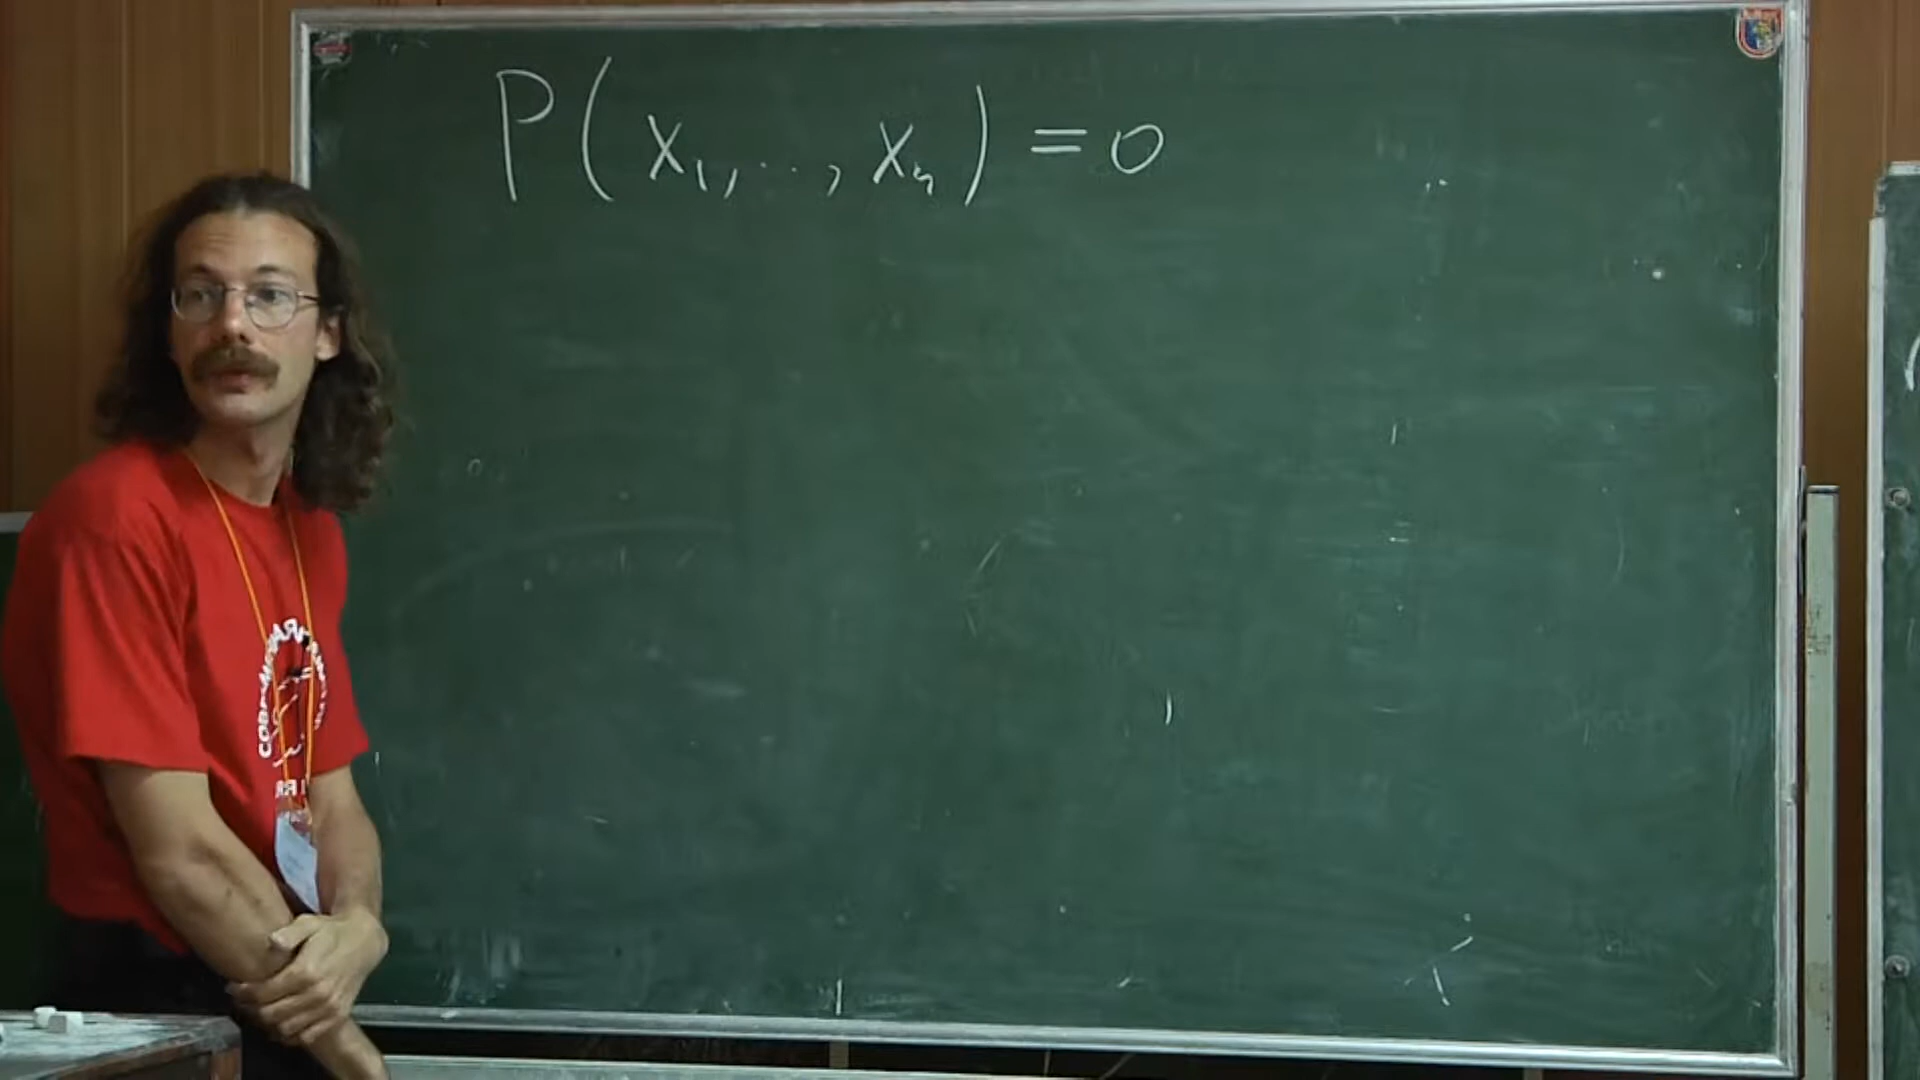 P(x₁, ..., xₙ) = 0